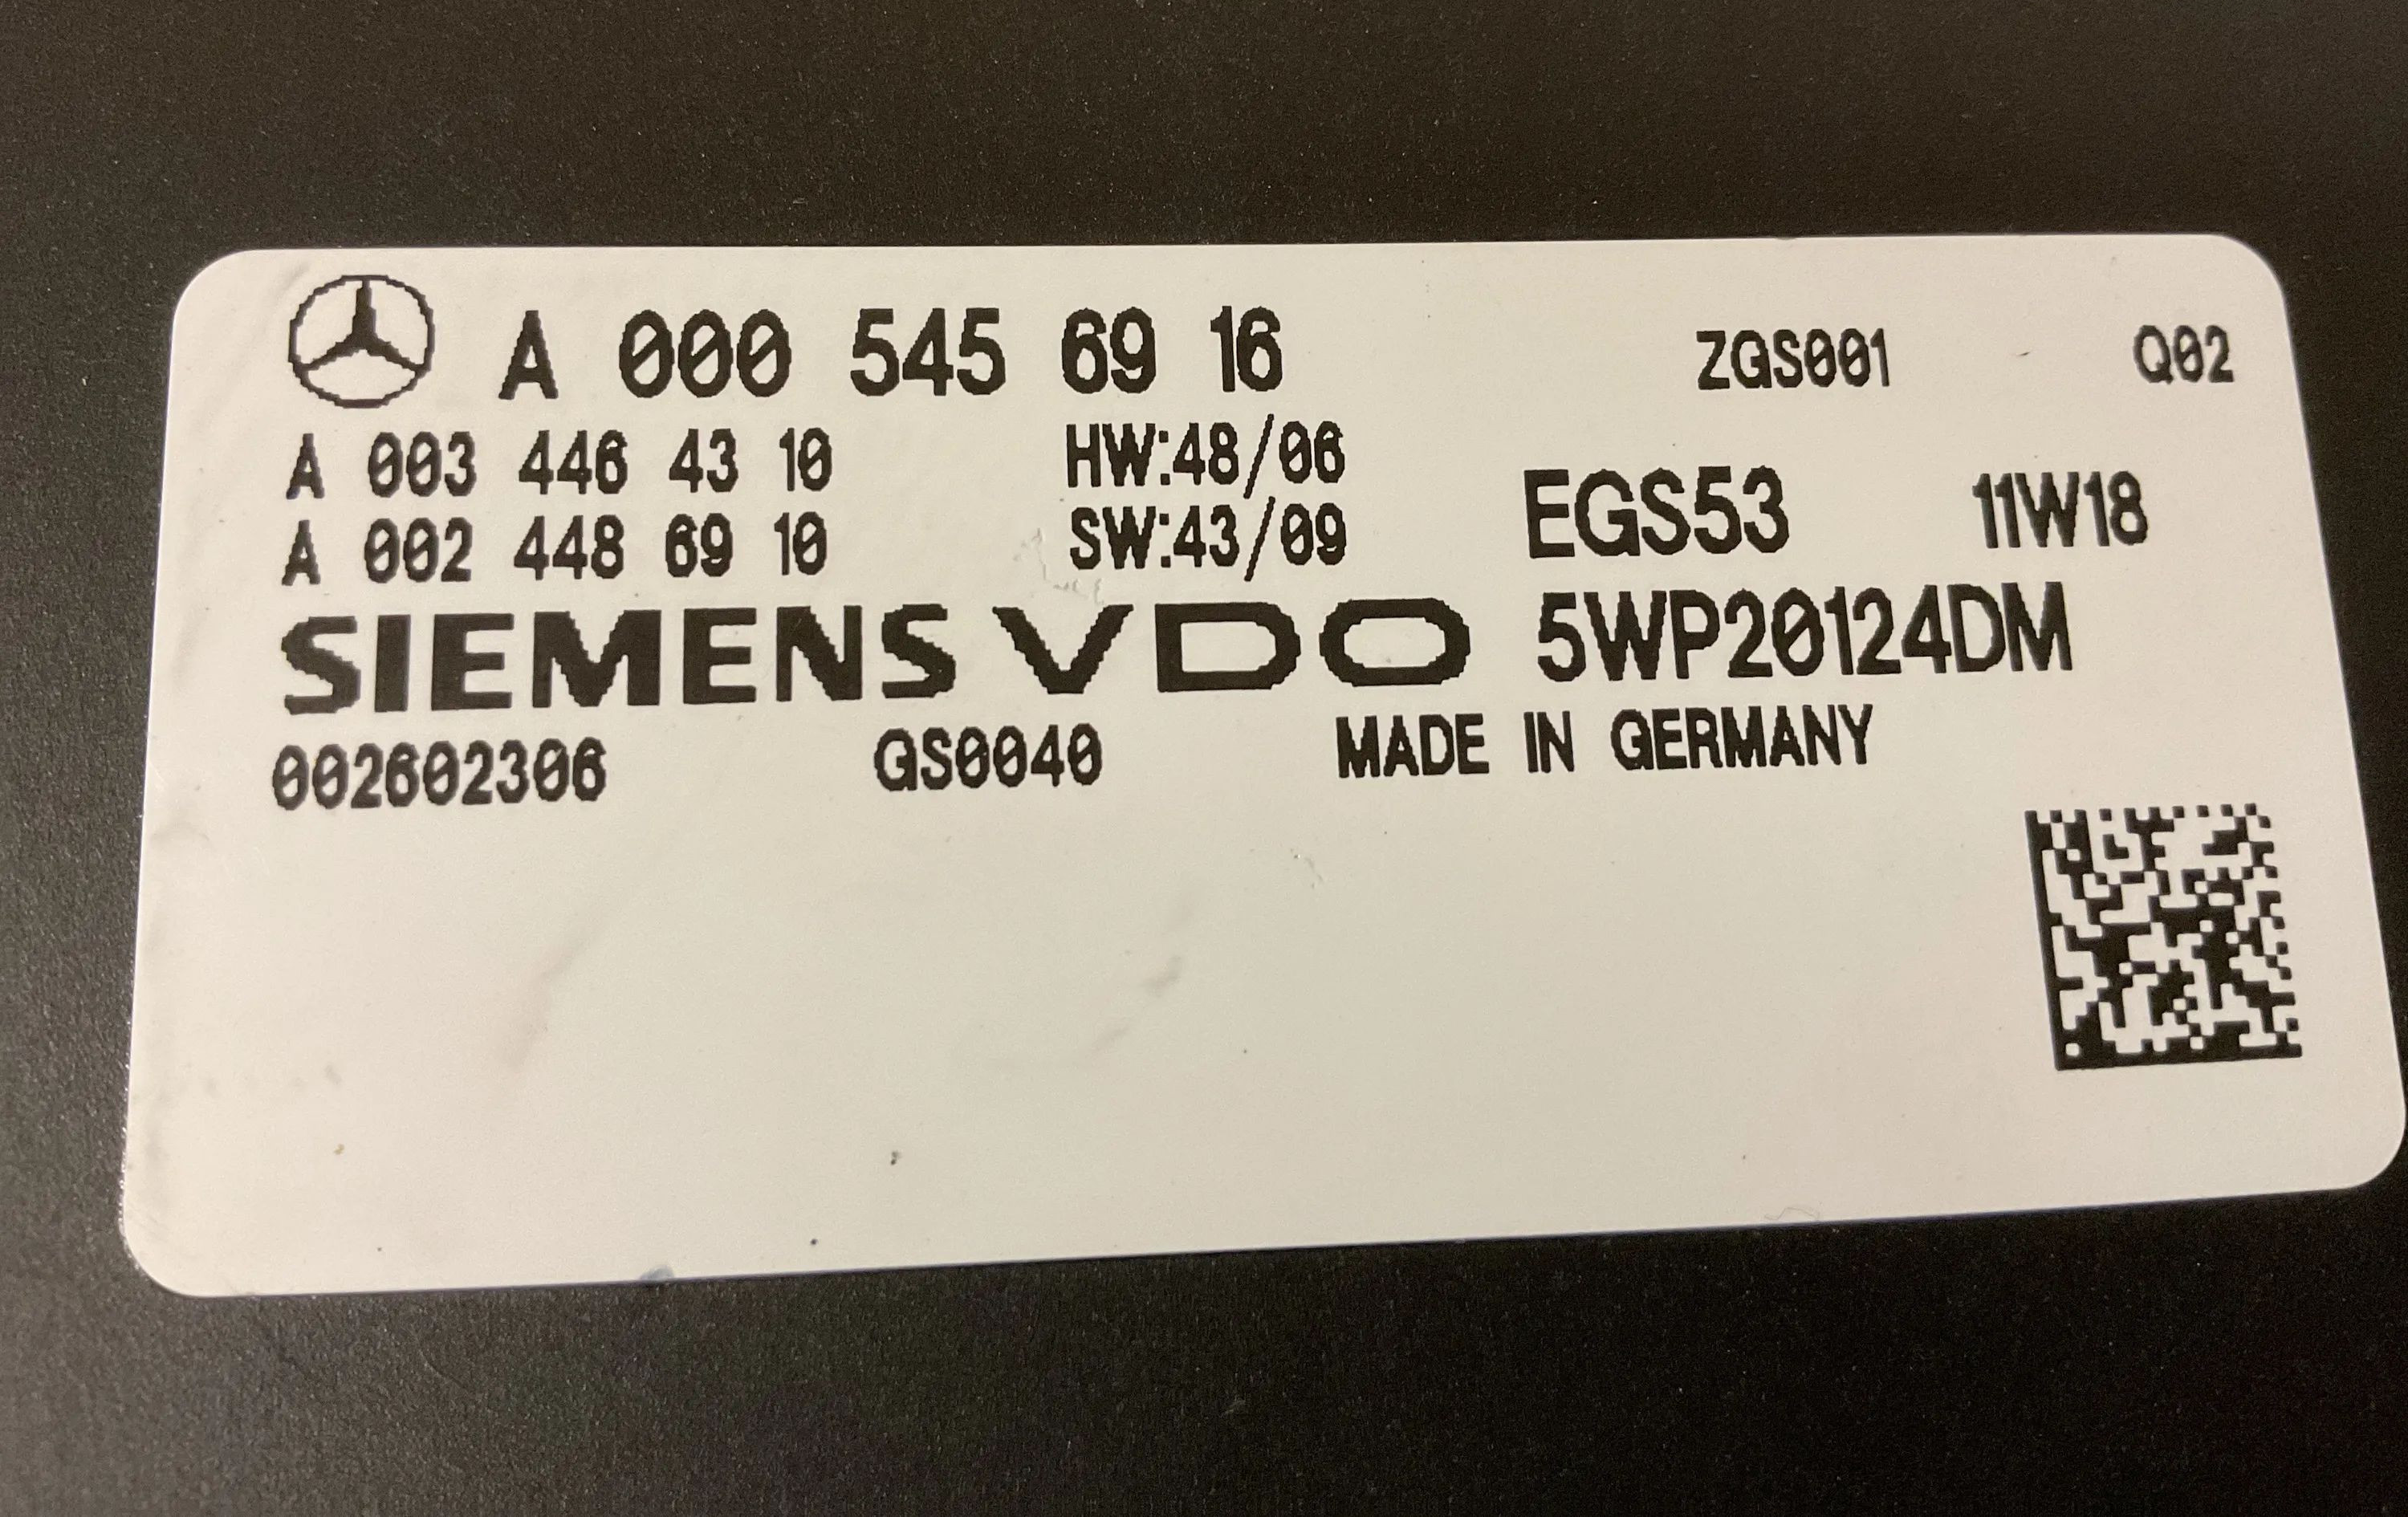 A 000 545 69 16 ZGS001 Q02
A 003 446 43 10 HW:48/06
EGS53 11W18
A 002 448 69 10 SW:43/09
SIEMENS VDO 5WP20124DM
002602306 GS0040 MADE IN GERMANY